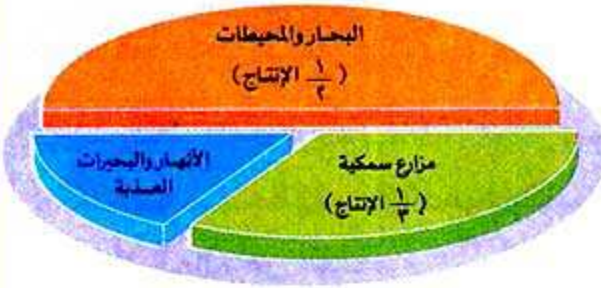 البحار والمحيطات
(١/٢ الإنتاج)
مزارع سمكية
(١/٣ الإنتاج)
الأنهار والبحيرات
العذبة